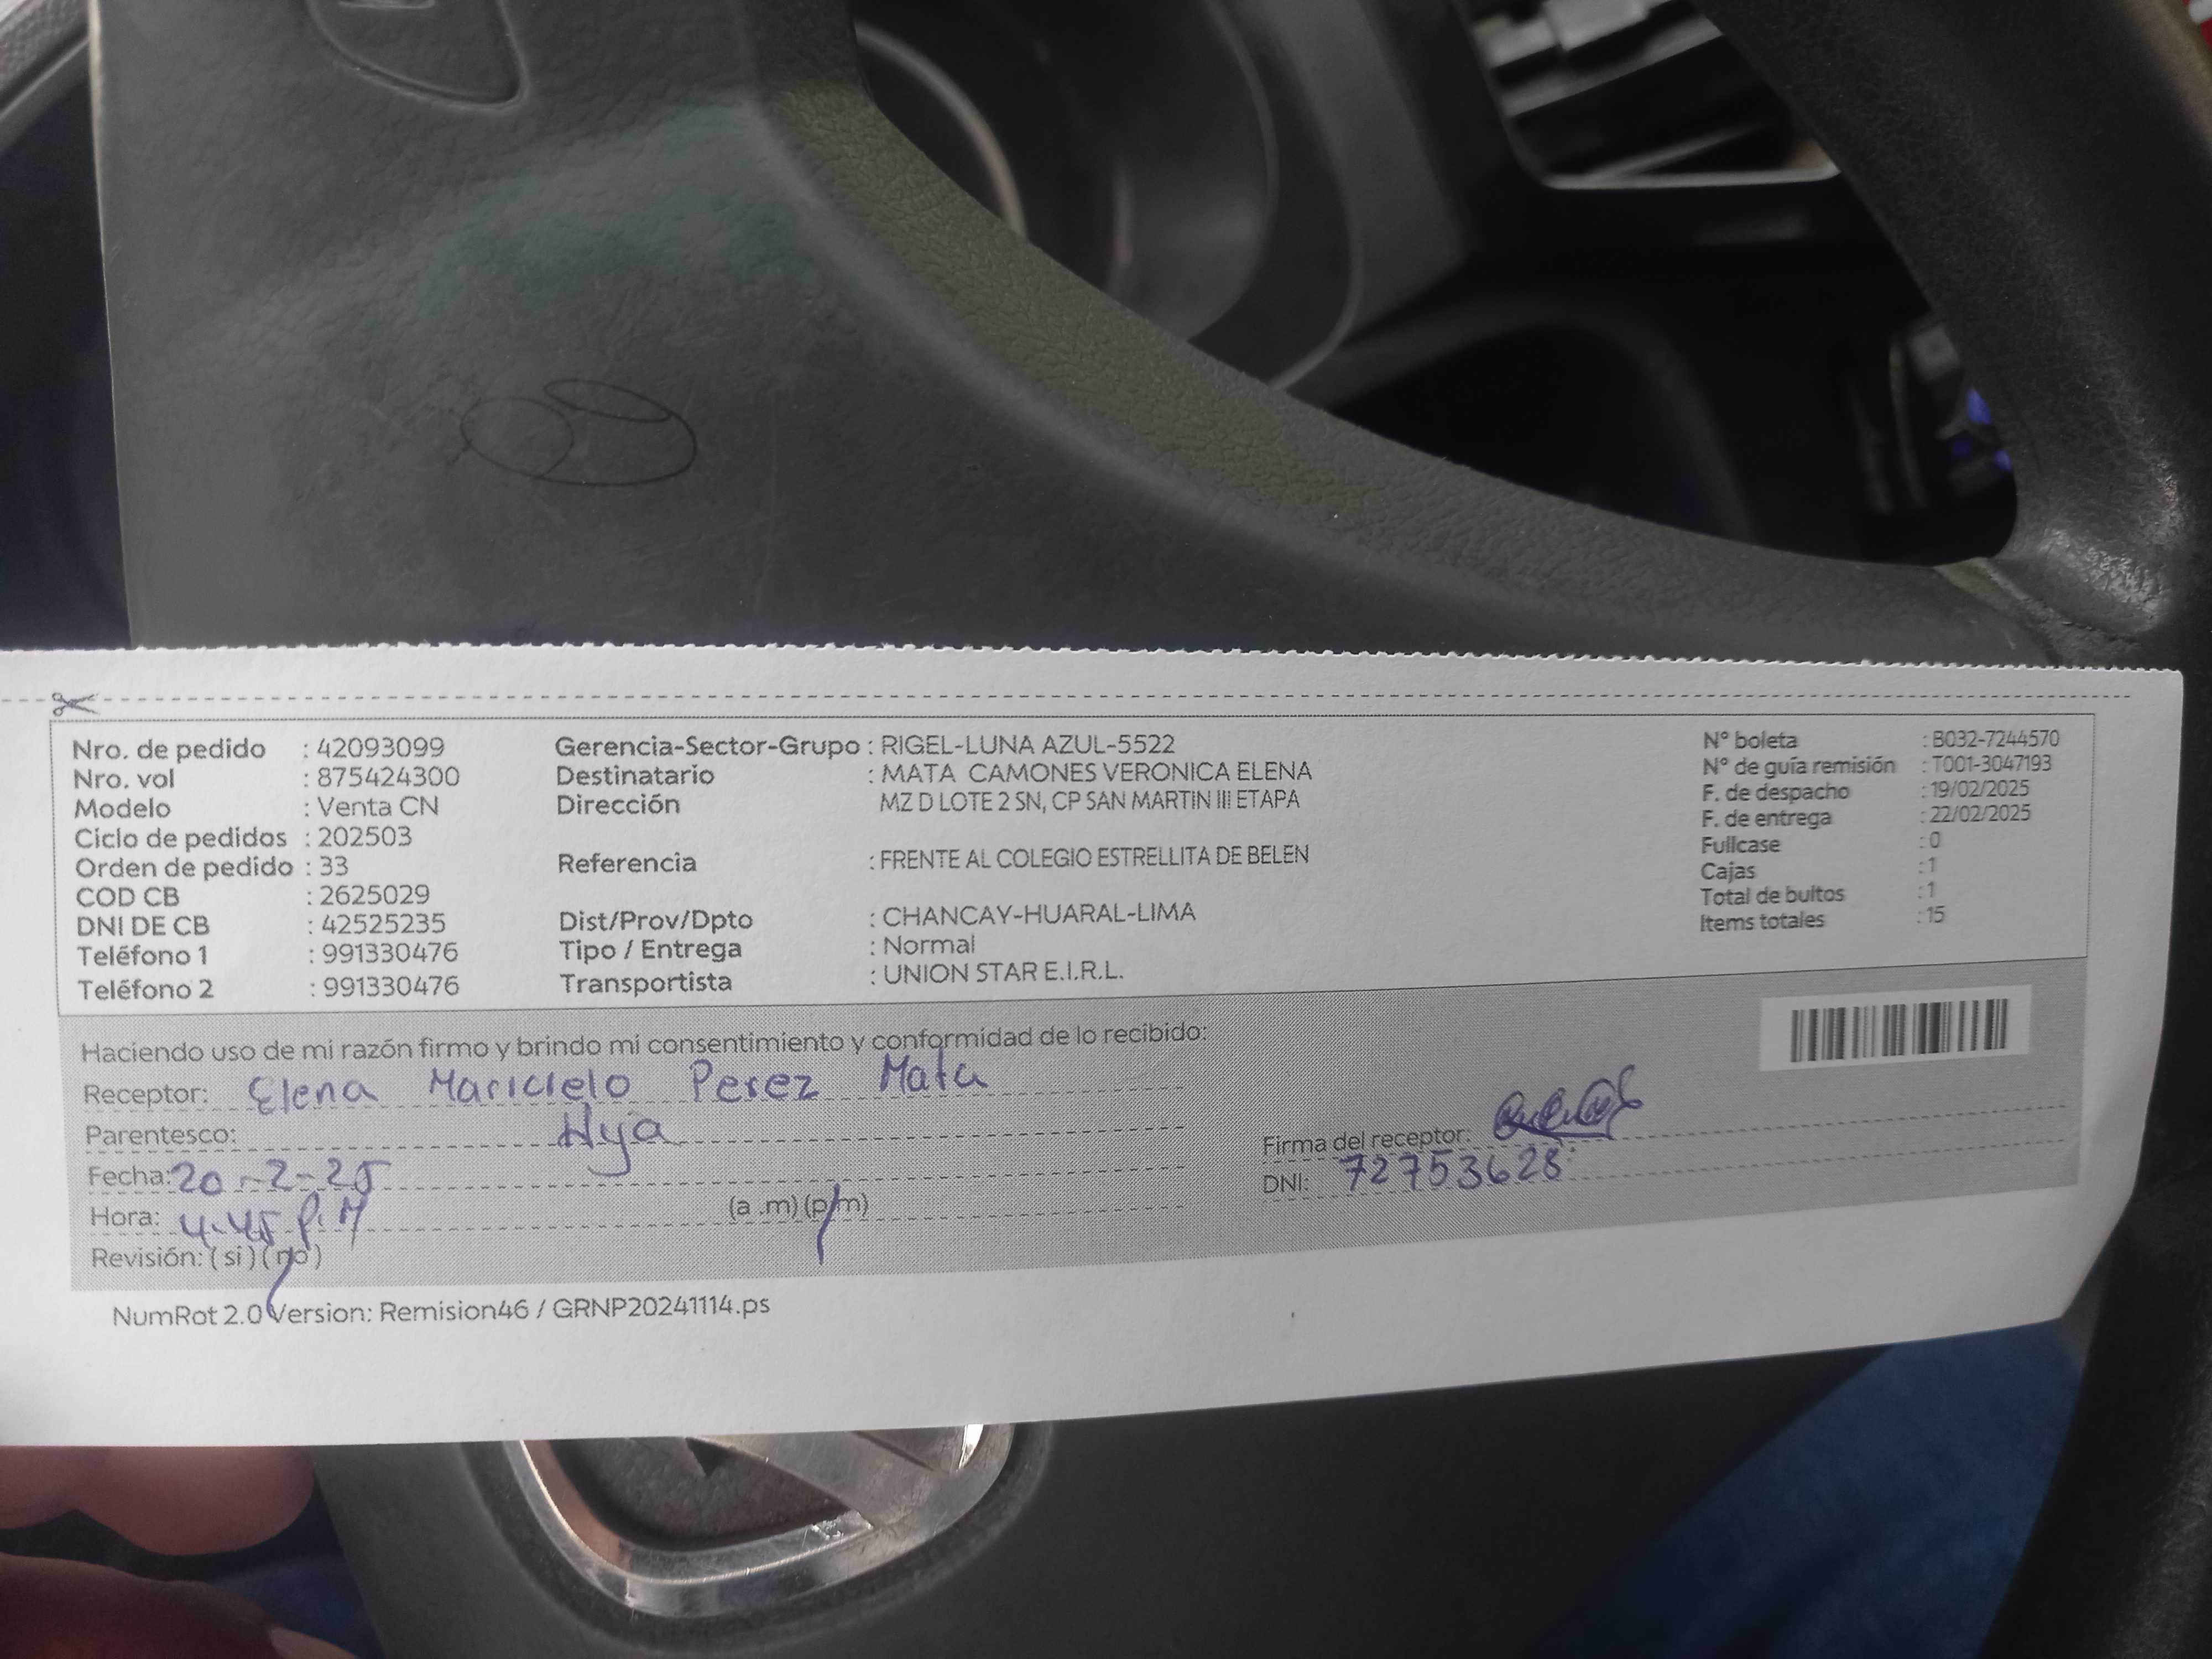 Nro. de pedido : 42093099
Nro. vol : 875424300
Modelo : Venta CN
Ciclo de pedidos : 202503
Orden de pedido : 33
COD CB : 2625029
DNI DE CB : 42525235
Teléfono 1 : 991330476
Teléfono 2 : 991330476
Gerencia-Sector-Grupo : RIGEL-LUNA AZUL-5522
Destinatario : MATA CAMONES VERONICA ELENA
Dirección MZ D LOTE 2 SN, CP SAN MARTIN III ETAPA
Referencia : FRENTE AL COLEGIO ESTRELLITA DE BELEN
Dist/Prov/Dpto : CHANCAY-HUARAL-LIMA
Tipo / Entrega : Normal
Transportista : UNION STAR E.I.R.L.
N° boleta : B032-7244570
N° de guía remisión : T001-3047193
F. de despacho : 19/02/2025
F. de entrega : 22/02/2025
Fullcase : 0
Cajas : 1
Total de bultos : 1
Items totales : 15
Haciendo uso de mi razón firmo y brindo mi consentimiento y conformidad de lo recibido:
Receptor: Elena Maricielo Perez Mata
Parentesco: Hija
Fecha: 20-2-25
Hora: 4:45 P.M (a .m) (p/m)
Revisión: ( si ) ( no )
Firma del receptor:
DNI: 72753628
NumRot 2.0 Version: Remision46 / GRNP20241114.ps